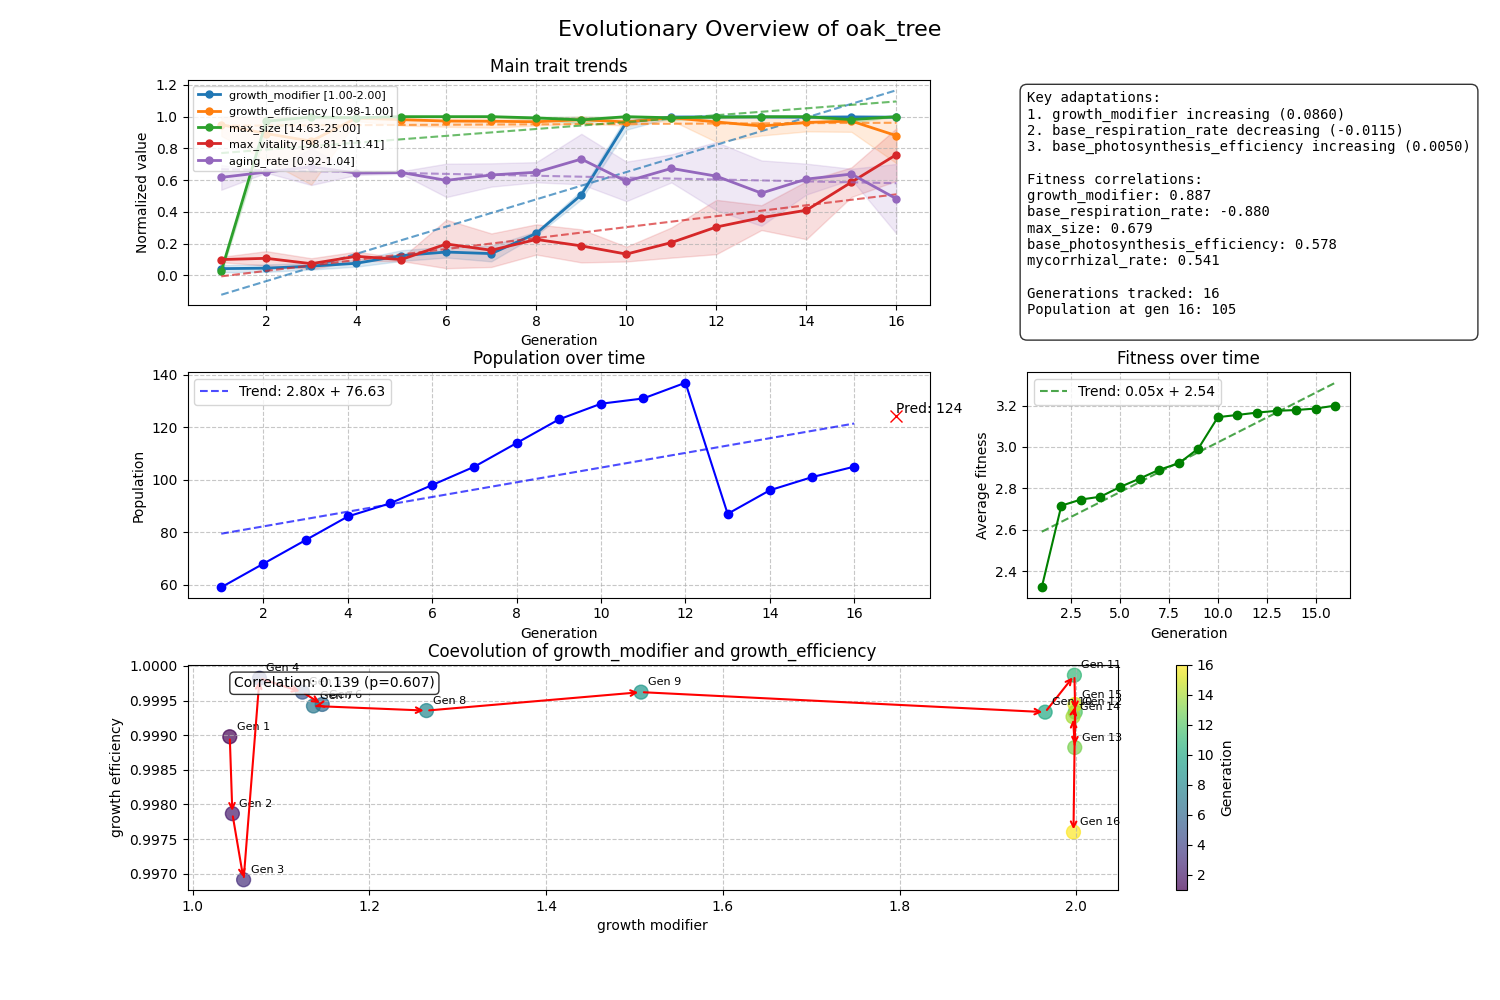 Evolutionary Overview of oak_tree
Main trait trends
growth_modifier [1.00-2.00]
growth_efficiency [0.98-1.00]
max_size [14.63-25.00]
max_vitality [98.81-111.41]
aging_rate [0.92-1.04]
Normalized value
1.2
1.0
0.8
0.6
0.4
0.2
0.0
2 4 6 8 10 12 14 16
Generation
Key adaptations:
1. growth_modifier increasing (0.0860)
2. base_respiration_rate decreasing (-0.0115)
3. base_photosynthesis_efficiency increasing (0.0050)
Fitness correlations:
growth_modifier: 0.887
base_respiration_rate: -0.880
max_size: 0.679
base_photosynthesis_efficiency: 0.578
mycorrhizal_rate: 0.541
Generations tracked: 16
Population at gen 16: 105
Population over time
Trend: 2.80x + 76.63
Pred: 124
Population
140
120
100
80
60
2 4 6 8 10 12 14 16
Generation
Fitness over time
Trend: 0.05x + 2.54
Average fitness
3.2
3.0
2.8
2.6
2.4
2.5 5.0 7.5 10.0 12.5 15.0
Generation
Coevolution of growth_modifier and growth_efficiency
Correlation: 0.139 (p=0.607)
growth efficiency
1.0000
0.9995
0.9990
0.9985
0.9980
0.9975
0.9970
Gen 1
Gen 2
Gen 3
Gen 4
Gen 8
Gen 9
Gen 11
Gen 15
Gen 14
Gen 13
Gen 16
1.0 1.2 1.4 1.6 1.8 2.0
growth modifier
16
14
12
10
8
6
4
2
Generation